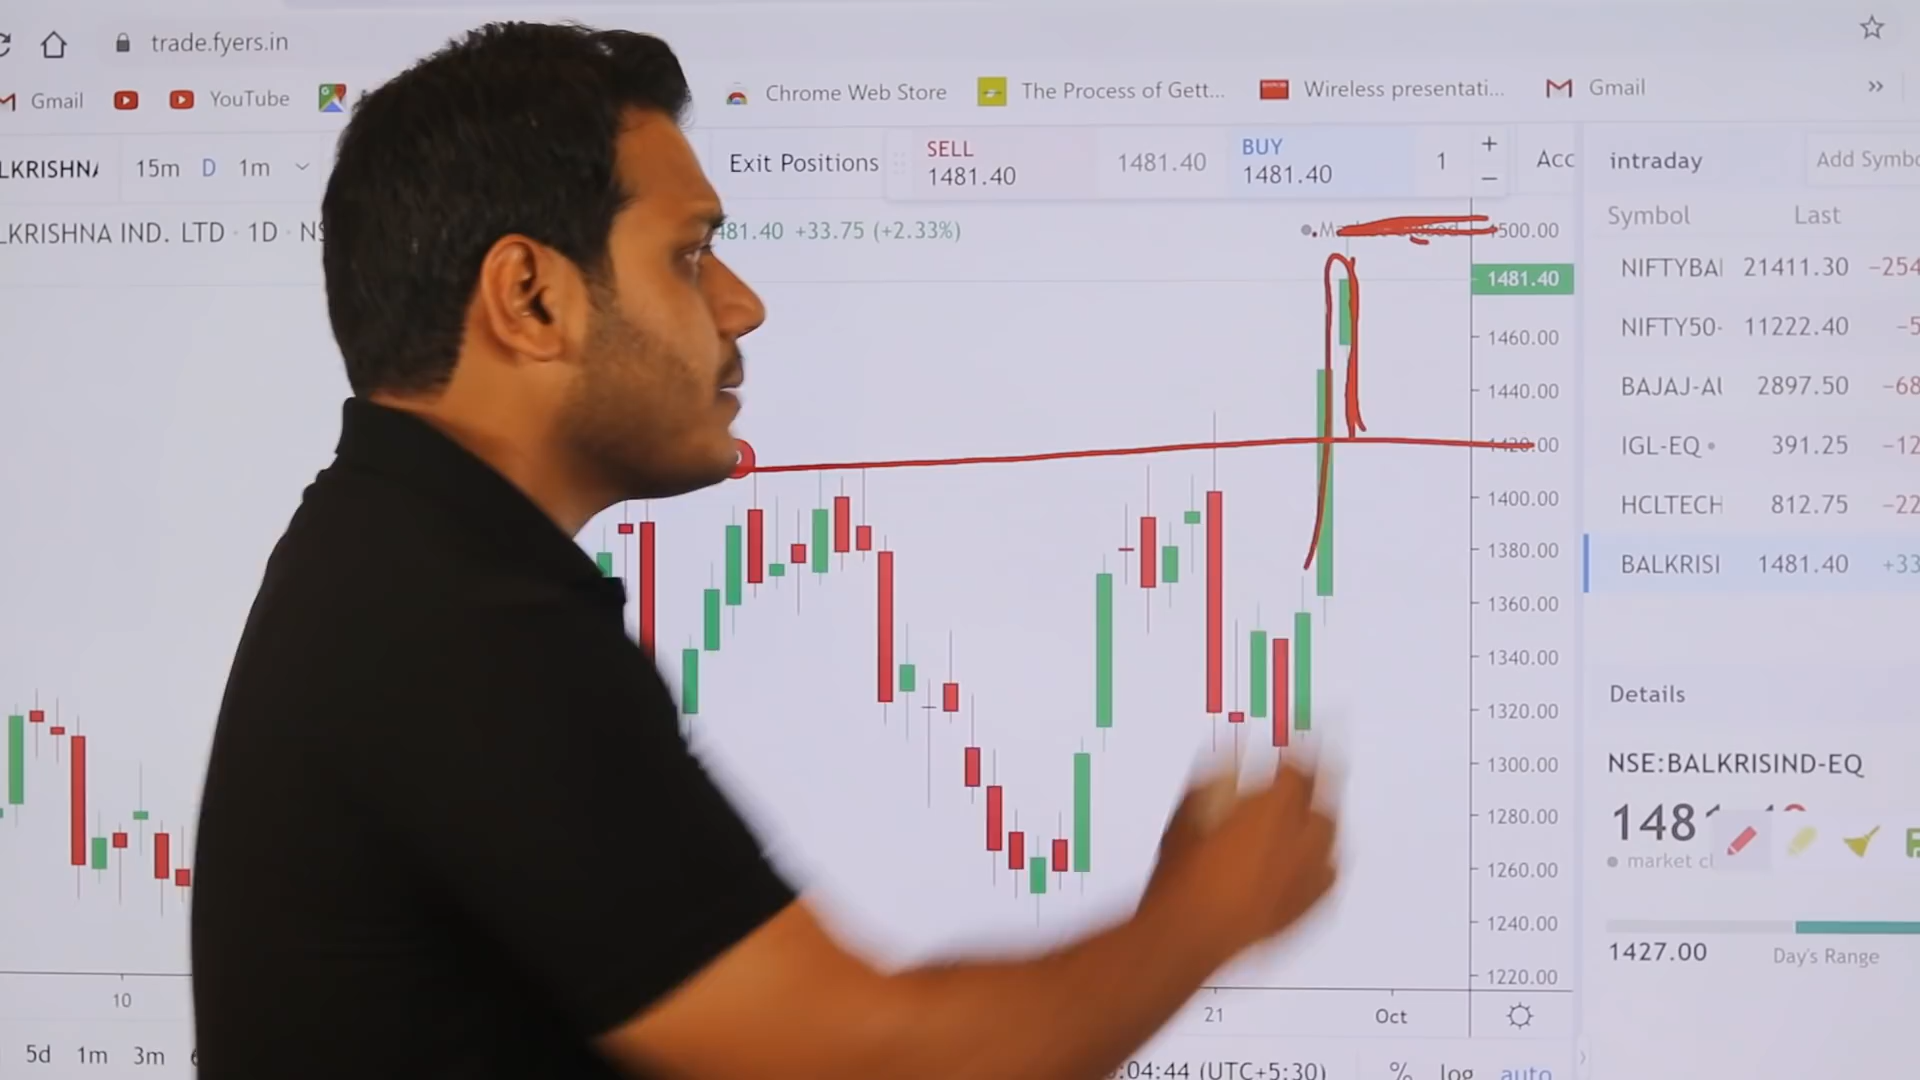 trade.fyers.in
Gmail
YouTube
Chrome Web Store
The Process of Gett...
Wireless presentati...
Gmail
»
LKRISHNA
15m
D
1m
Exit Positions
SELL
1481.40
1481.40
BUY
1481.40
1
+
−
Acc
intraday
Add Symbo
LKRISHNA IND. LTD · 1D · NS
481.40 +33.75 (+2.33%)
Symbol
Last
1500.00
1481.40
1460.00
1440.00
1420.00
1400.00
1380.00
1360.00
1340.00
1320.00
1300.00
1280.00
1260.00
1240.00
1220.00
NIFTYBAI 21411.30 −254
NIFTY50- 11222.40 −5
BAJAJ-AU 2897.50 −68
IGL-EQ 391.25 −12
HCLTECH 812.75 −22
BALKRISI 1481.40 +33
Details
NSE:BALKRISIND-EQ
148
market cl
1427.00
Day's Range
10
21
Oct
5d
1m
3m
:04:44 (UTC+5:30)
%
log
auto